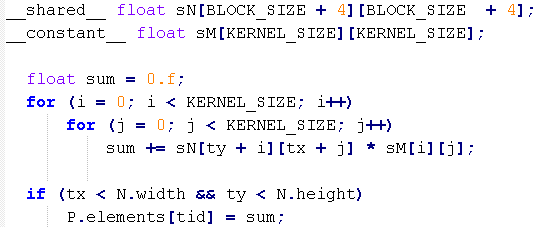 __shared__ float sN[BLOCK_SIZE + 4][BLOCK_SIZE  + 4];
__constant__ float sM[KERNEL_SIZE][KERNEL_SIZE];
float sum = 0.f;
for (i = 0; i < KERNEL_SIZE; i++)
for (j = 0; j < KERNEL_SIZE; j++)
sum += sN[ty + i][tx + j] * sM[i][j];
if (tx < N.width && ty < N.height)
P.elements[tid] = sum;